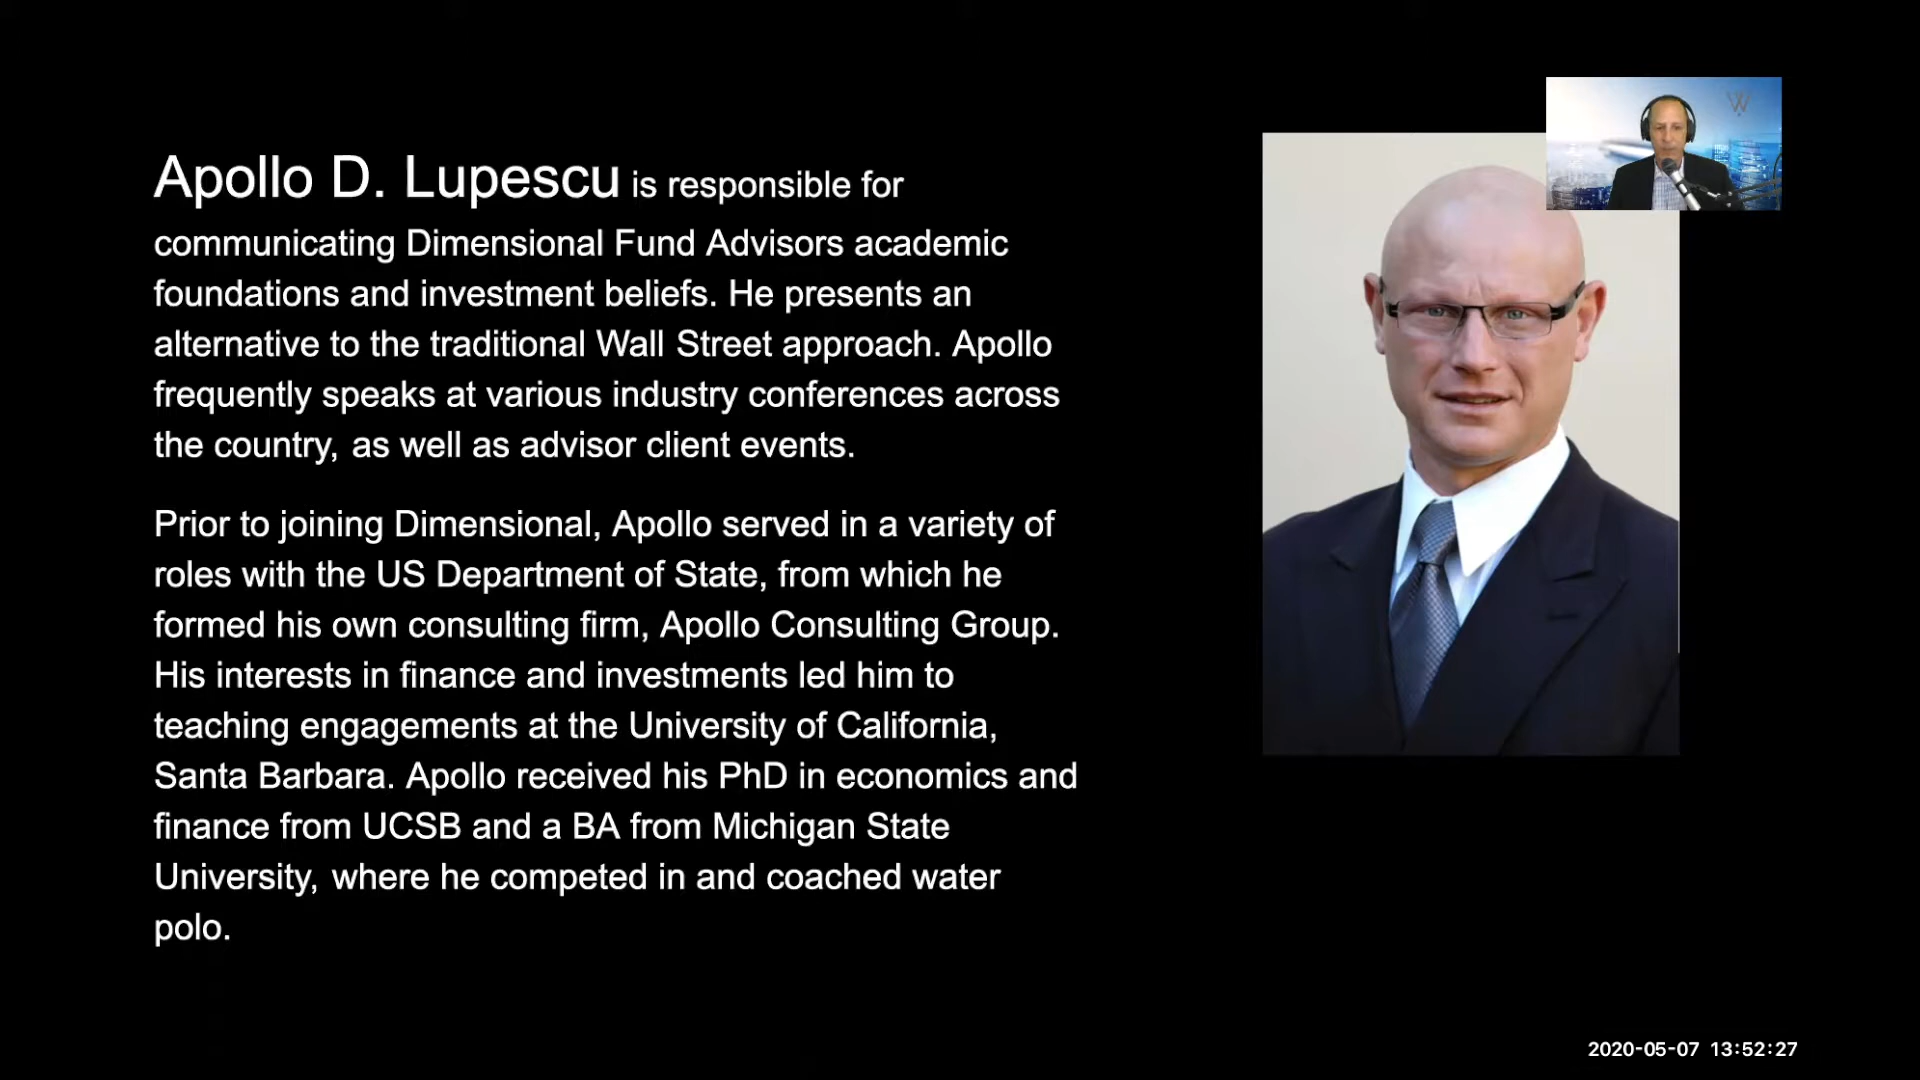 Apollo D. Lupescu is responsible for
communicating Dimensional Fund Advisors academic
foundations and investment beliefs. He presents an
alternative to the traditional Wall Street approach. Apollo
frequently speaks at various industry conferences across
the country, as well as advisor client events.
Prior to joining Dimensional, Apollo served in a variety of
roles with the US Department of State, from which he
formed his own consulting firm, Apollo Consulting Group.
His interests in finance and investments led him to
teaching engagements at the University of California,
Santa Barbara. Apollo received his PhD in economics and
finance from UCSB and a BA from Michigan State
University, where he competed in and coached water
polo.
W
2020-05-07 13:52:27